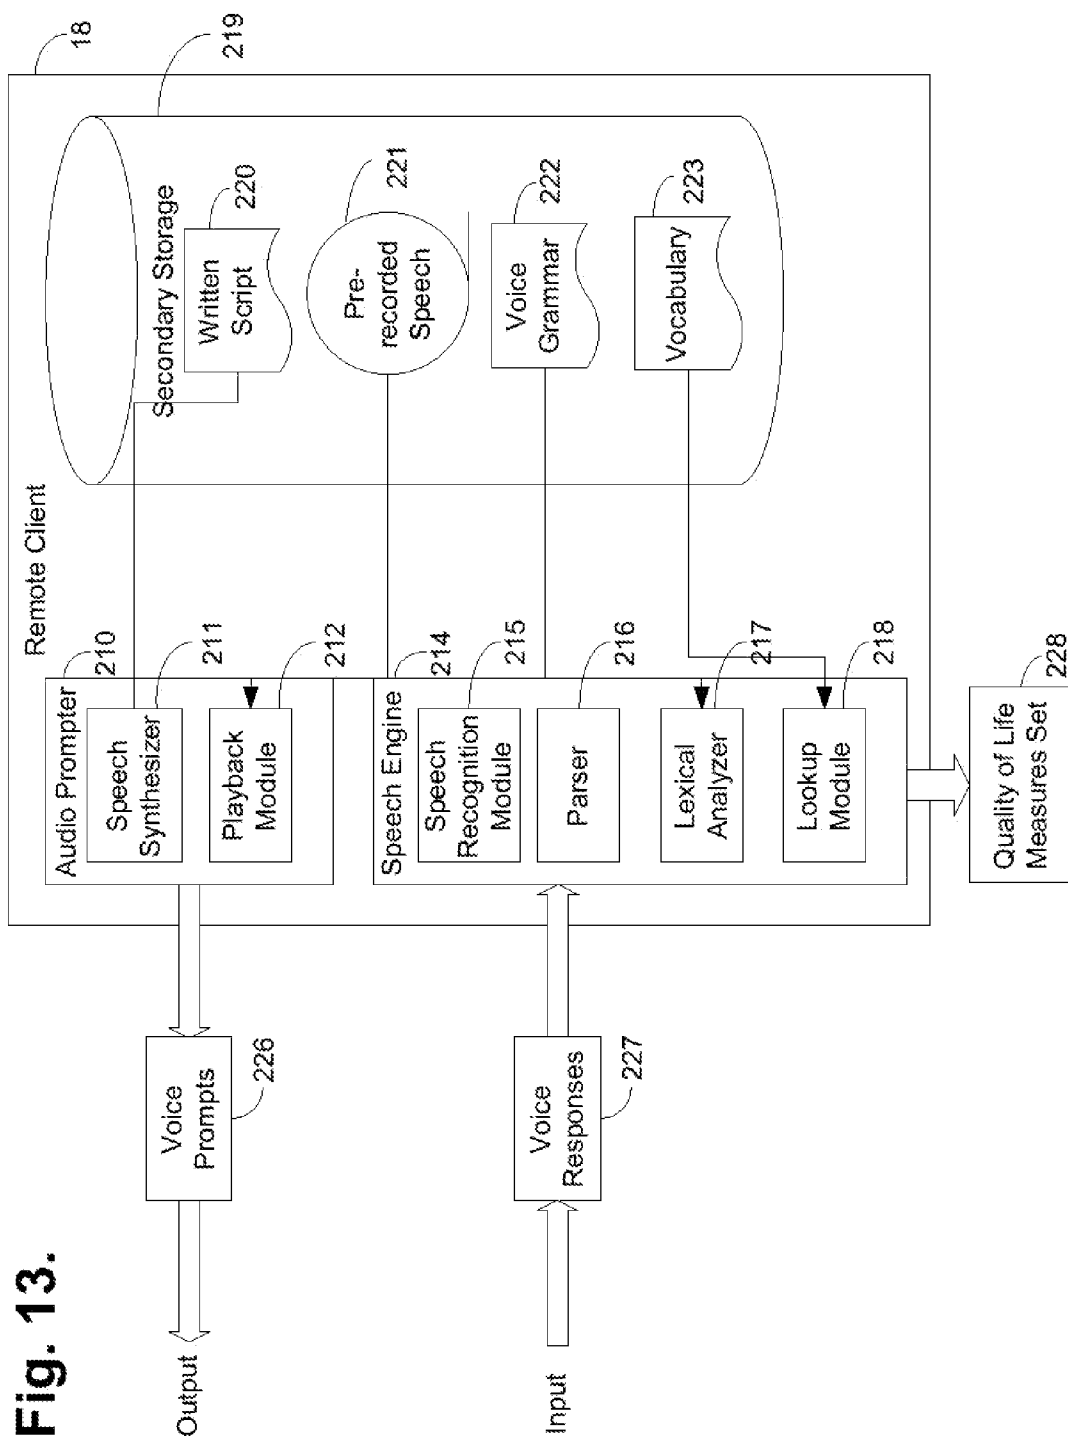 Fig. 13.
Remote Client
18
Audio Prompter
210
Speech
Synthesizer
211
Playback
Module
212
Secondary Storage
219
Written
Script
220
Pre-
recorded
Speech
221
Voice
Grammar
222
Vocabulary
223
Speech Engine
214
Speech
Recognition
Module
215
Parser
216
Lexical
Analyzer
217
Lookup
Module
218
Output
Voice
Prompts
226
Input
Voice
Responses
227
Quality of Life
Measures Set
228